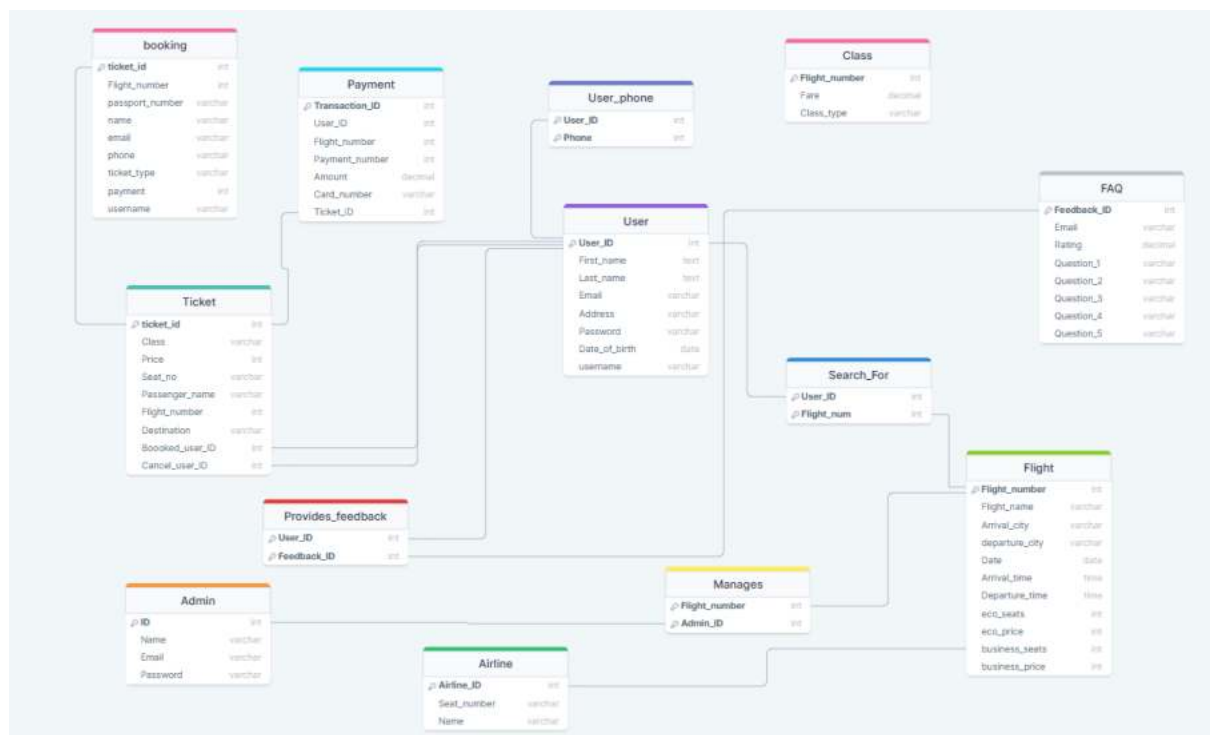 booking
ticket_id int
Flight_number int
passport_number varchar
name varchar
email varchar
phone varchar
ticket_type varchar
payment int
username varchar
Payment
Transaction_ID int
User_ID int
Flight_number int
Payment_number int
Amount decimal
Card_number varchar
Ticket_ID int
User_phone
User_ID int
Phone int
Class
Flight_number int
Fare decimal
Class_type varchar
FAQ
Feedback_ID int
Email varchar
Rating decimal
Question_1 varchar
Question_2 varchar
Question_3 varchar
Question_4 varchar
Question_5 varchar
User
User_ID int
First_name text
Last_name text
Email varchar
Address varchar
Password varchar
Date_of_birth date
username varchar
Ticket
ticket_id int
Class varchar
Price int
Seat_no varchar
Passenger_name varchar
Flight_number int
Destination varchar
Boooked_user_ID int
Cancel_user_ID int
Search_For
User_ID int
Flight_num int
Flight
Flight_number int
Flight_name varchar
Arrival_city varchar
departure_city varchar
Date date
Arrival_time time
Departure_time time
eco_seats int
eco_price int
business_seats int
business_price int
Provides_feedback
User_ID int
Feedback_ID int
Manages
Flight_number int
Admin_ID int
Admin
ID int
Name varchar
Email varchar
Password varchar
Airline
Airline_ID int
Seat_number varchar
Name varchar